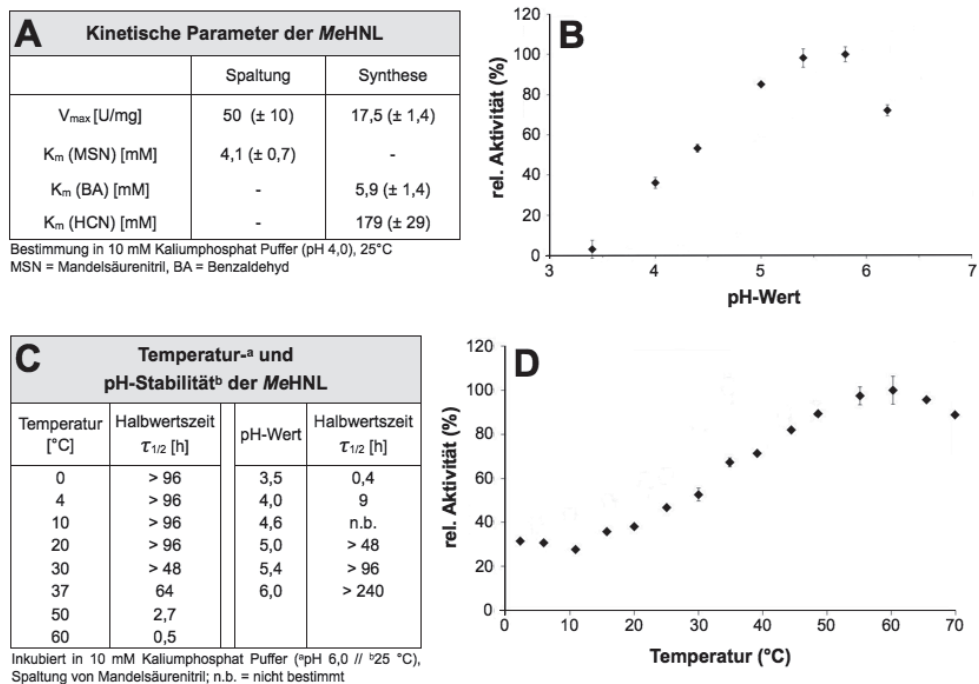 A
Kinetische Parameter der MeHNL
Spaltung Synthese
Vmax [U/mg] 50 (± 10) 17,5 (± 1,4)
Km (MSN) [mM] 4,1 (± 0,7) -
Km (BA) [mM] - 5,9 (± 1,4)
Km (HCN) [mM] - 179 (± 29)
Bestimmung in 10 mM Kaliumphosphat Puffer (pH 4,0), 25°C
MSN = Mandelsäurenitril, BA = Benzaldehyd
B
rel. Aktivität (%)
120
100
80
60
40
20
0
3 4 5 6 7
pH-Wert
C
Temperatur-ᵃ und
pH-Stabilitätᵇ der MeHNL
Temperatur Halbwertszeit pH-Wert Halbwertszeit
[°C] τ1/2 [h] τ1/2 [h]
0 > 96 3,5 0,4
4 > 96 4,0 9
10 > 96 4,6 n.b.
20 > 96 5,0 > 48
30 > 48 5,4 > 96
37 64 6,0 > 240
50 2,7
60 0,5
Inkubiert in 10 mM Kaliumphosphat Puffer (ᵃpH 6,0 // ᵇ25 °C),
Spaltung von Mandelsäurenitril; n.b. = nicht bestimmt
D
rel. Aktivität (%)
120
100
80
60
40
20
0
0 10 20 30 40 50 60 70
Temperatur (°C)